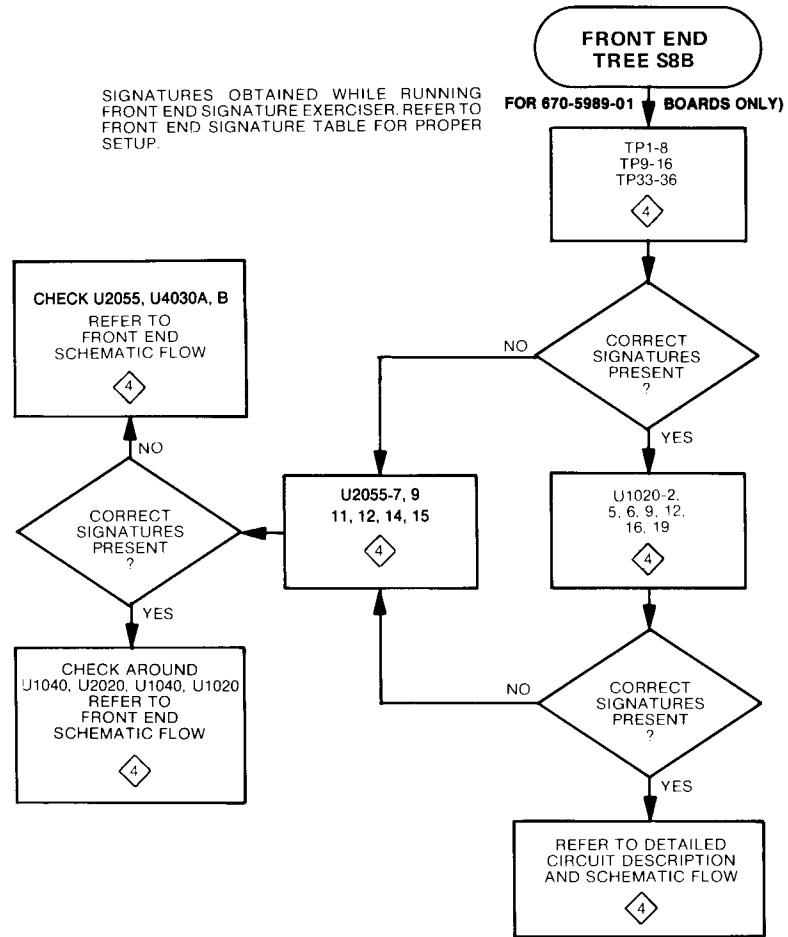 FRONT END
TREE S8B
SIGNATURES OBTAINED WHILE RUNNING
FRONT END SIGNATURE EXERCISER. REFER TO
FRONT END SIGNATURE TABLE FOR PROPER
SETUP.
FOR 670-5989-01 BOARDS ONLY)
TP1-8
TP9-16
TP33-36
4
CORRECT
SIGNATURES
PRESENT
?
NO
YES
CHECK U2055, U4030A, B
REFER TO
FRONT END
SCHEMATIC FLOW
4
NO
CORRECT
SIGNATURES
PRESENT
?
YES
U2055-7, 9
11, 12, 14, 15
4
U1020-2,
5, 6, 9, 12,
16, 19
4
CHECK AROUND
U1040, U2020, U1040, U1020
REFER TO
FRONT END
SCHEMATIC FLOW
4
NO
CORRECT
SIGNATURES
PRESENT
?
YES
REFER TO DETAILED
CIRCUIT DESCRIPTION
AND SCHEMATIC FLOW
4